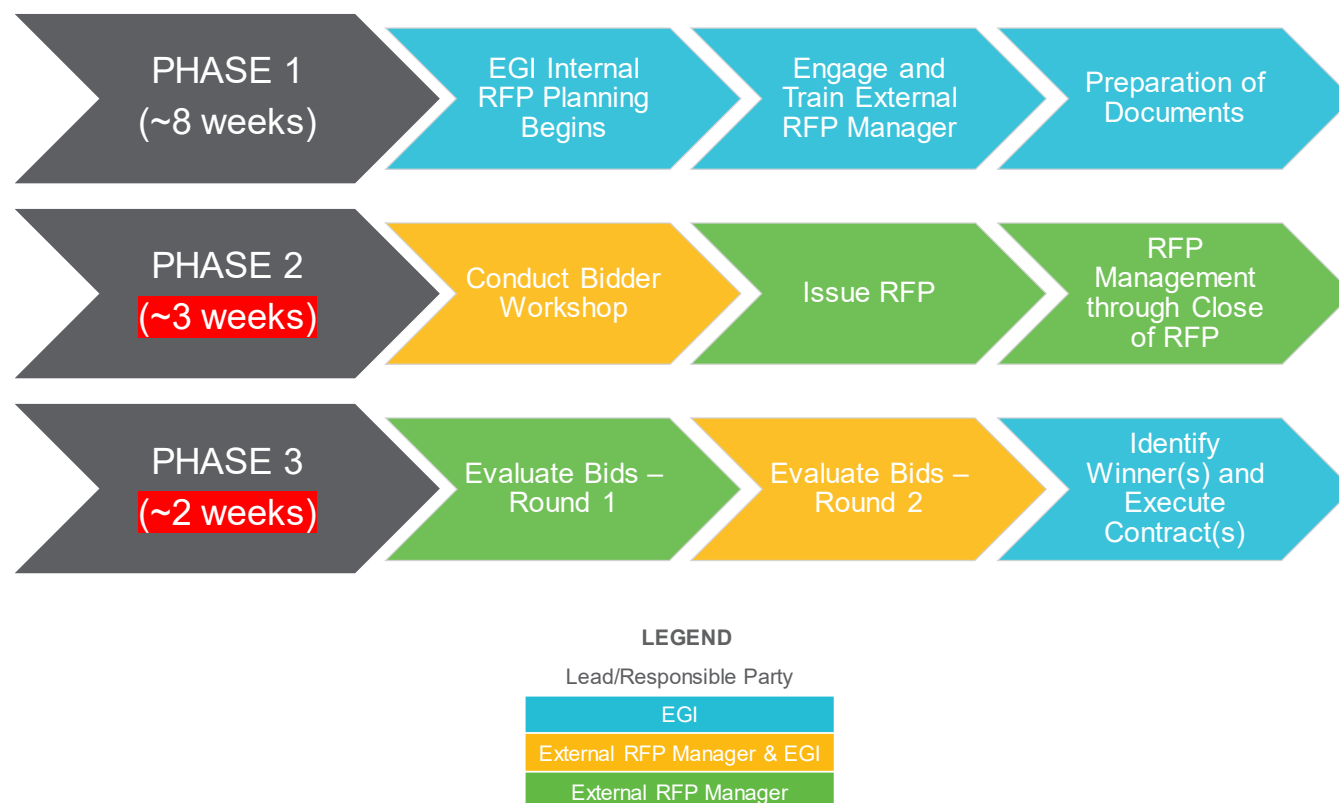 PHASE 1
(~8 weeks)
EGI Internal
RFP Planning
Begins
Engage and
Train External
RFP Manager
Preparation of
Documents
PHASE 2
(~3 weeks)
Conduct Bidder
Workshop
Issue RFP
RFP
Management
through Close
of RFP
PHASE 3
(~2 weeks)
Evaluate Bids –
Round 1
Evaluate Bids –
Round 2
Identify
Winner(s) and
Execute
Contract(s)
LEGEND
Lead/Responsible Party
EGI
External RFP Manager & EGI
External RFP Manager